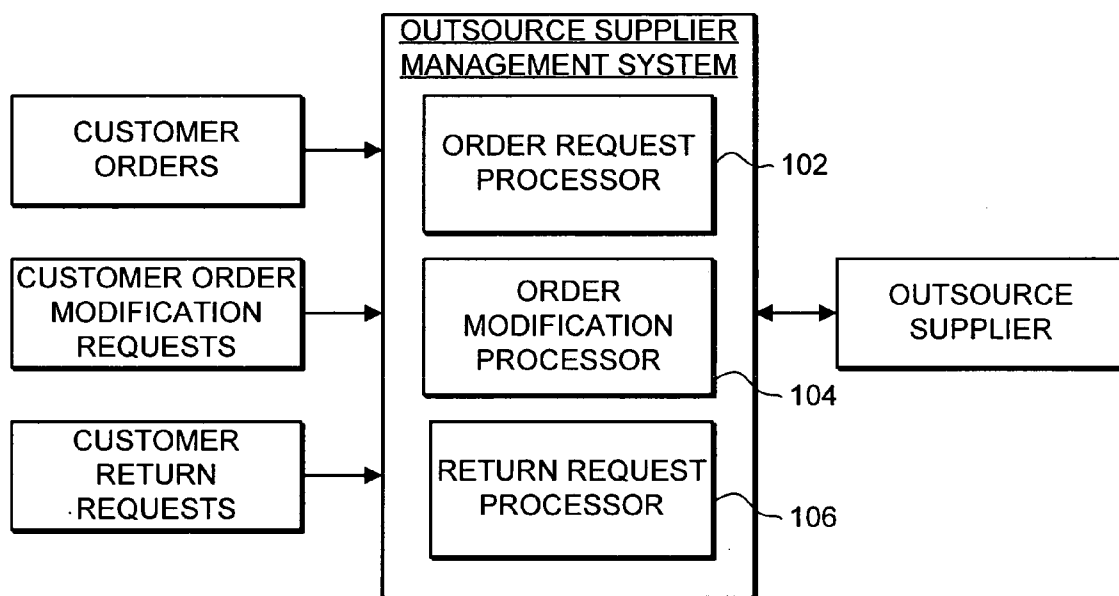 OUTSOURCE SUPPLIER
MANAGEMENT SYSTEM
CUSTOMER
ORDERS
ORDER REQUEST
PROCESSOR
102
CUSTOMER ORDER
MODIFICATION
REQUESTS
ORDER
MODIFICATION
PROCESSOR
104
OUTSOURCE
SUPPLIER
CUSTOMER
RETURN
REQUESTS
RETURN REQUEST
PROCESSOR
106